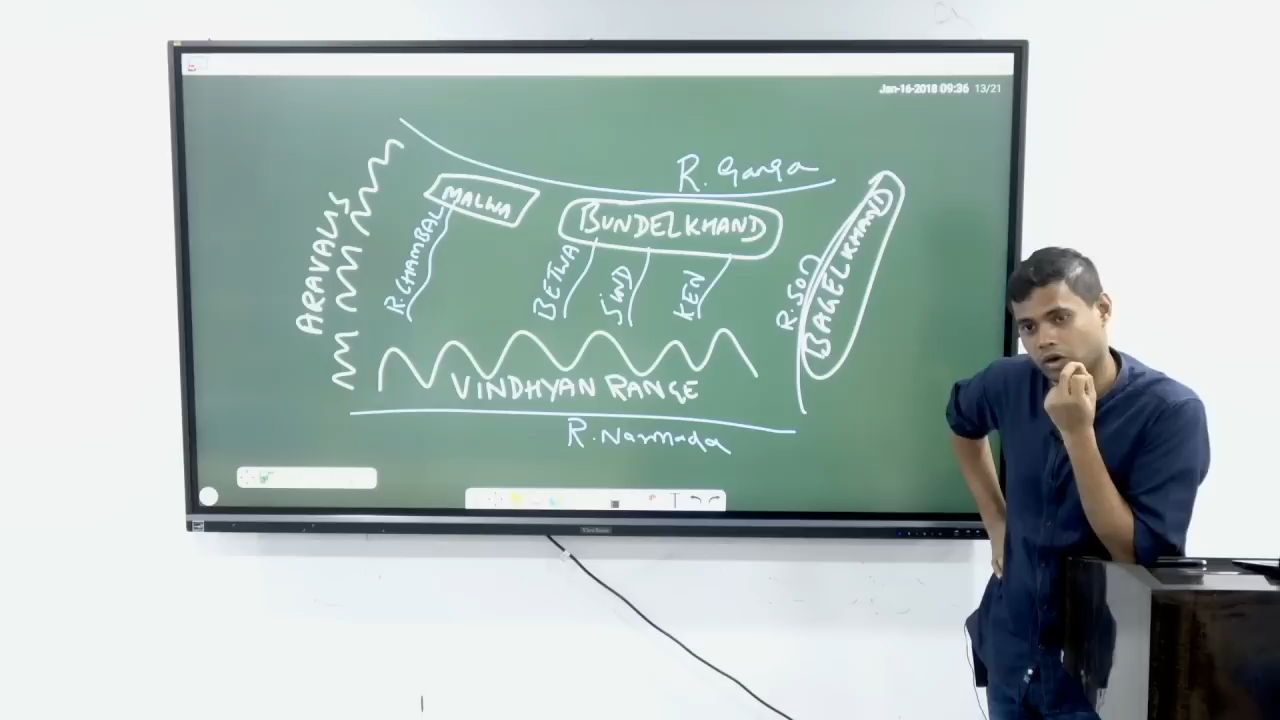 Jan-16-2018 09:36 13/21
R. Ganga
MALWA
BUNDELKHAND
ARAVALIS
R. CHAMBAL
BETWA
SIND
KEN
R. SON
BAGELKHAND
VINDHYAN RANGE
R. Narmada
ViewSonic